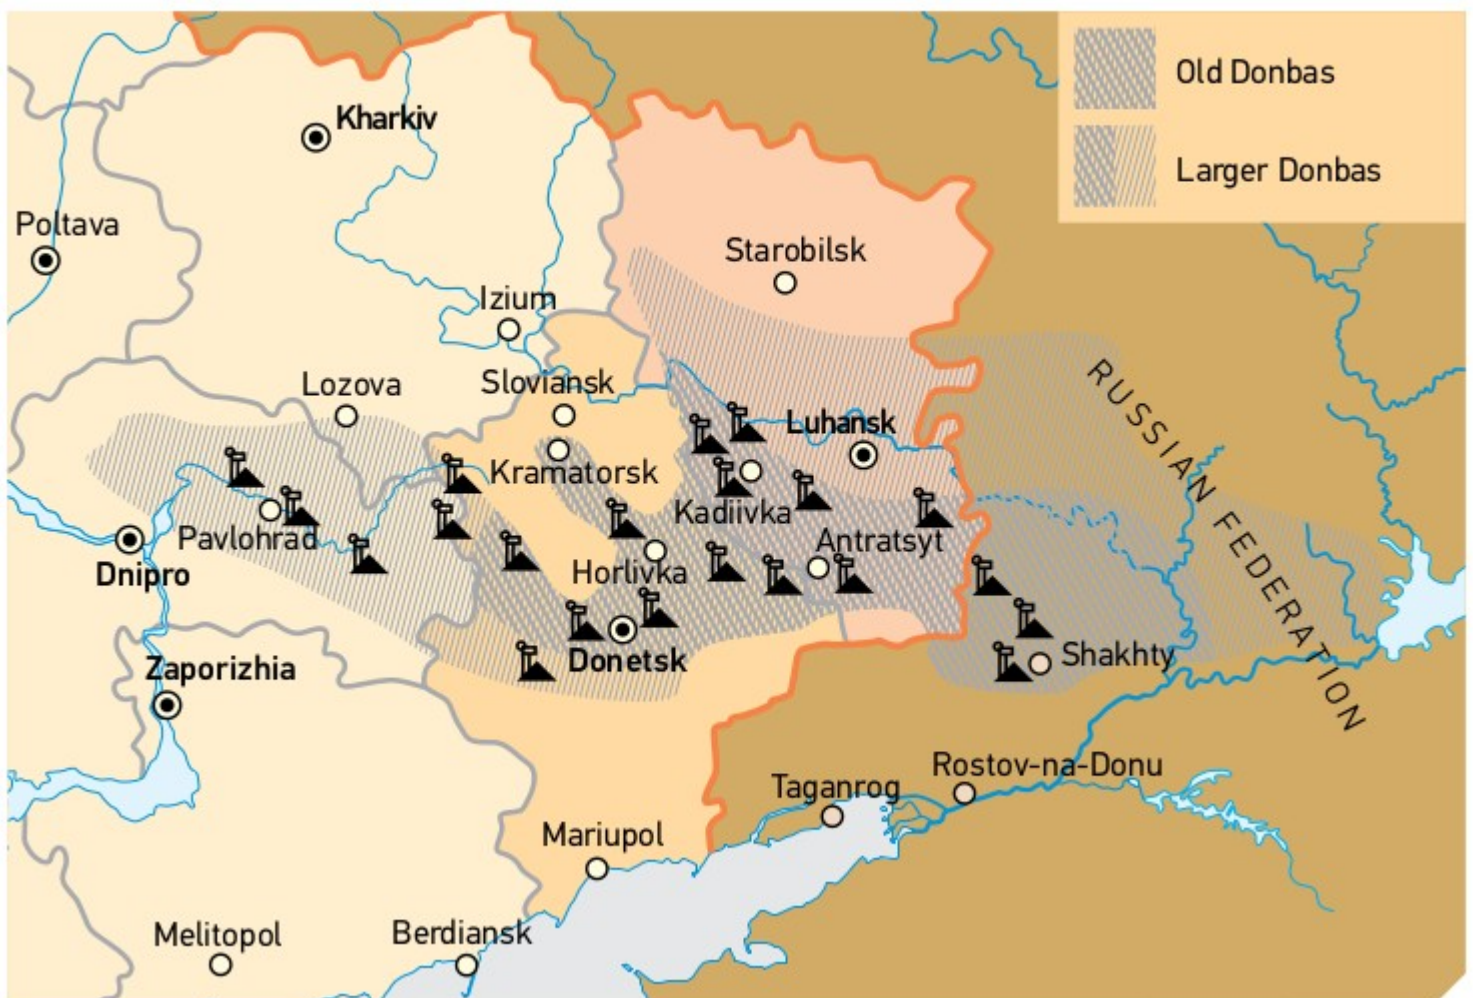 Old Donbas
Larger Donbas
Kharkiv
Poltava
Starobilsk
Izium
Lozova
Sloviansk
Luhansk
Kramatorsk
Kadiivka
Pavlohrad
Antratsyt
Dnipro
Horlivka
Donetsk
Shakhty
RUSSIAN FEDERATION
Zaporizhia
Rostov-na-Donu
Taganrog
Mariupol
Melitopol
Berdiansk